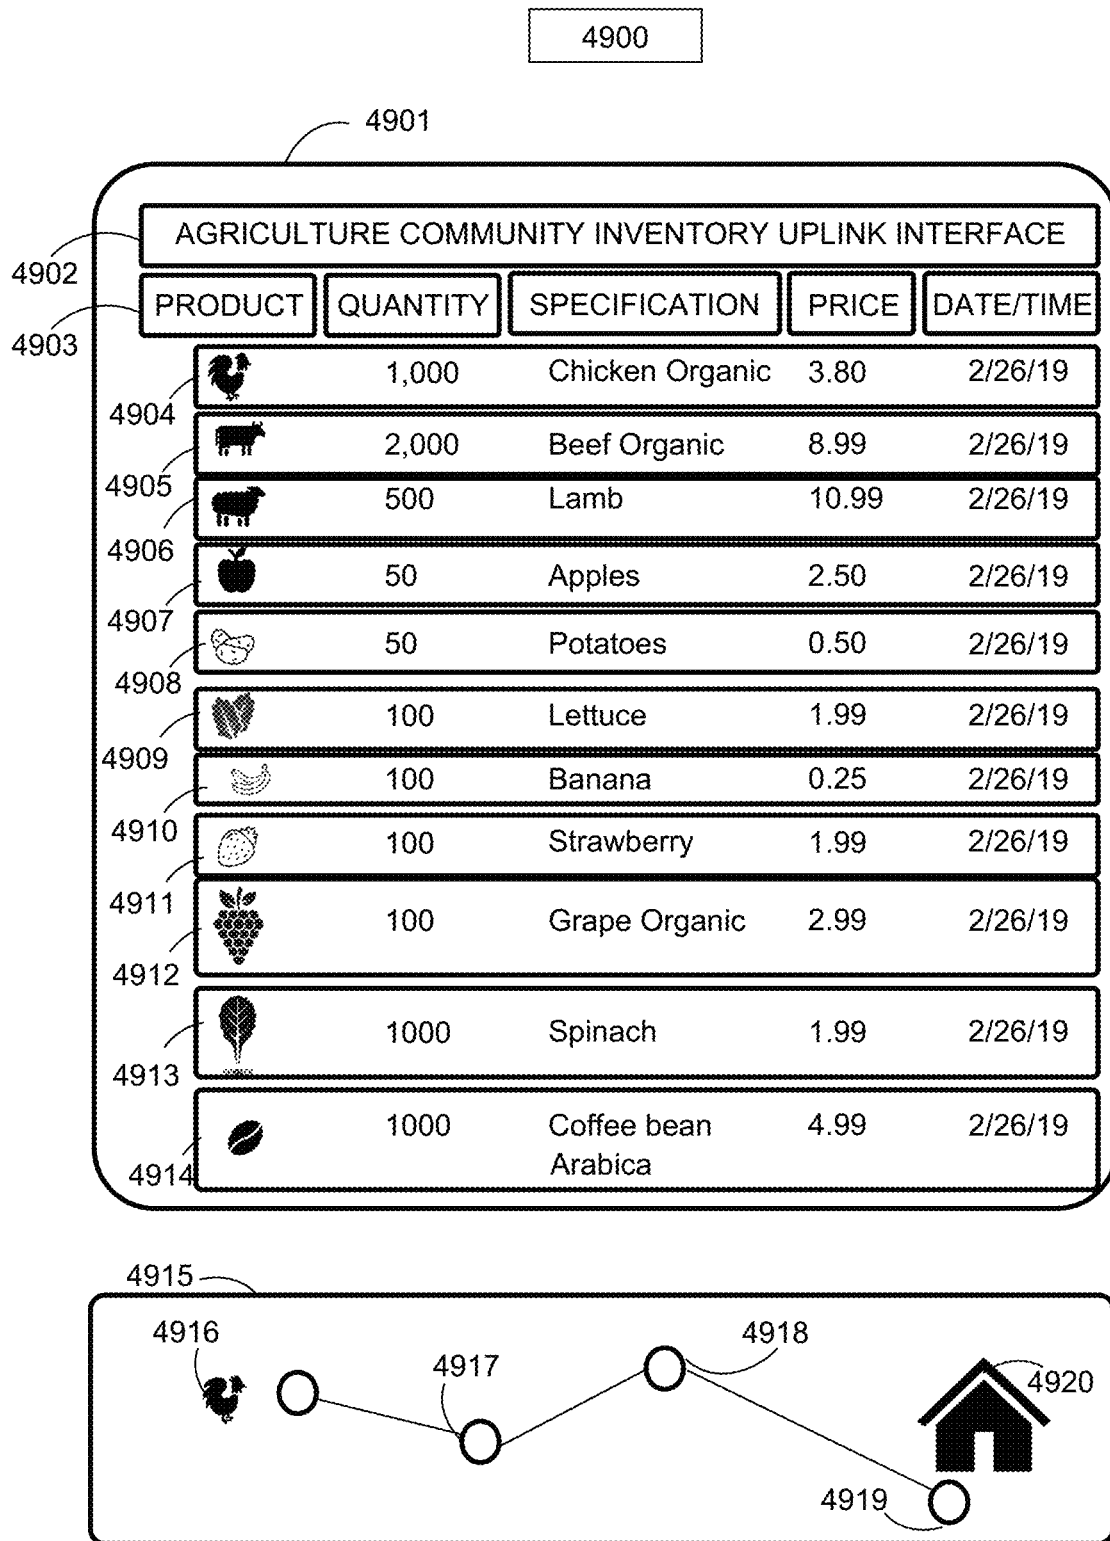 4900
4901
AGRICULTURE COMMUNITY INVENTORY UPLINK INTERFACE
4902
PRODUCT QUANTITY SPECIFICATION PRICE DATE/TIME
4903
1,000 Chicken Organic 3.80 2/26/19
4904
2,000 Beef Organic 8.99 2/26/19
4905
500 Lamb 10.99 2/26/19
4906
50 Apples 2.50 2/26/19
4907
50 Potatoes 0.50 2/26/19
4908
100 Lettuce 1.99 2/26/19
4909
100 Banana 0.25 2/26/19
4910
100 Strawberry 1.99 2/26/19
4911
100 Grape Organic 2.99 2/26/19
4912
1000 Spinach 1.99 2/26/19
4913
1000 Coffee bean 4.99 2/26/19
Arabica
4914
4915
4916
4918
4917
4920
4919